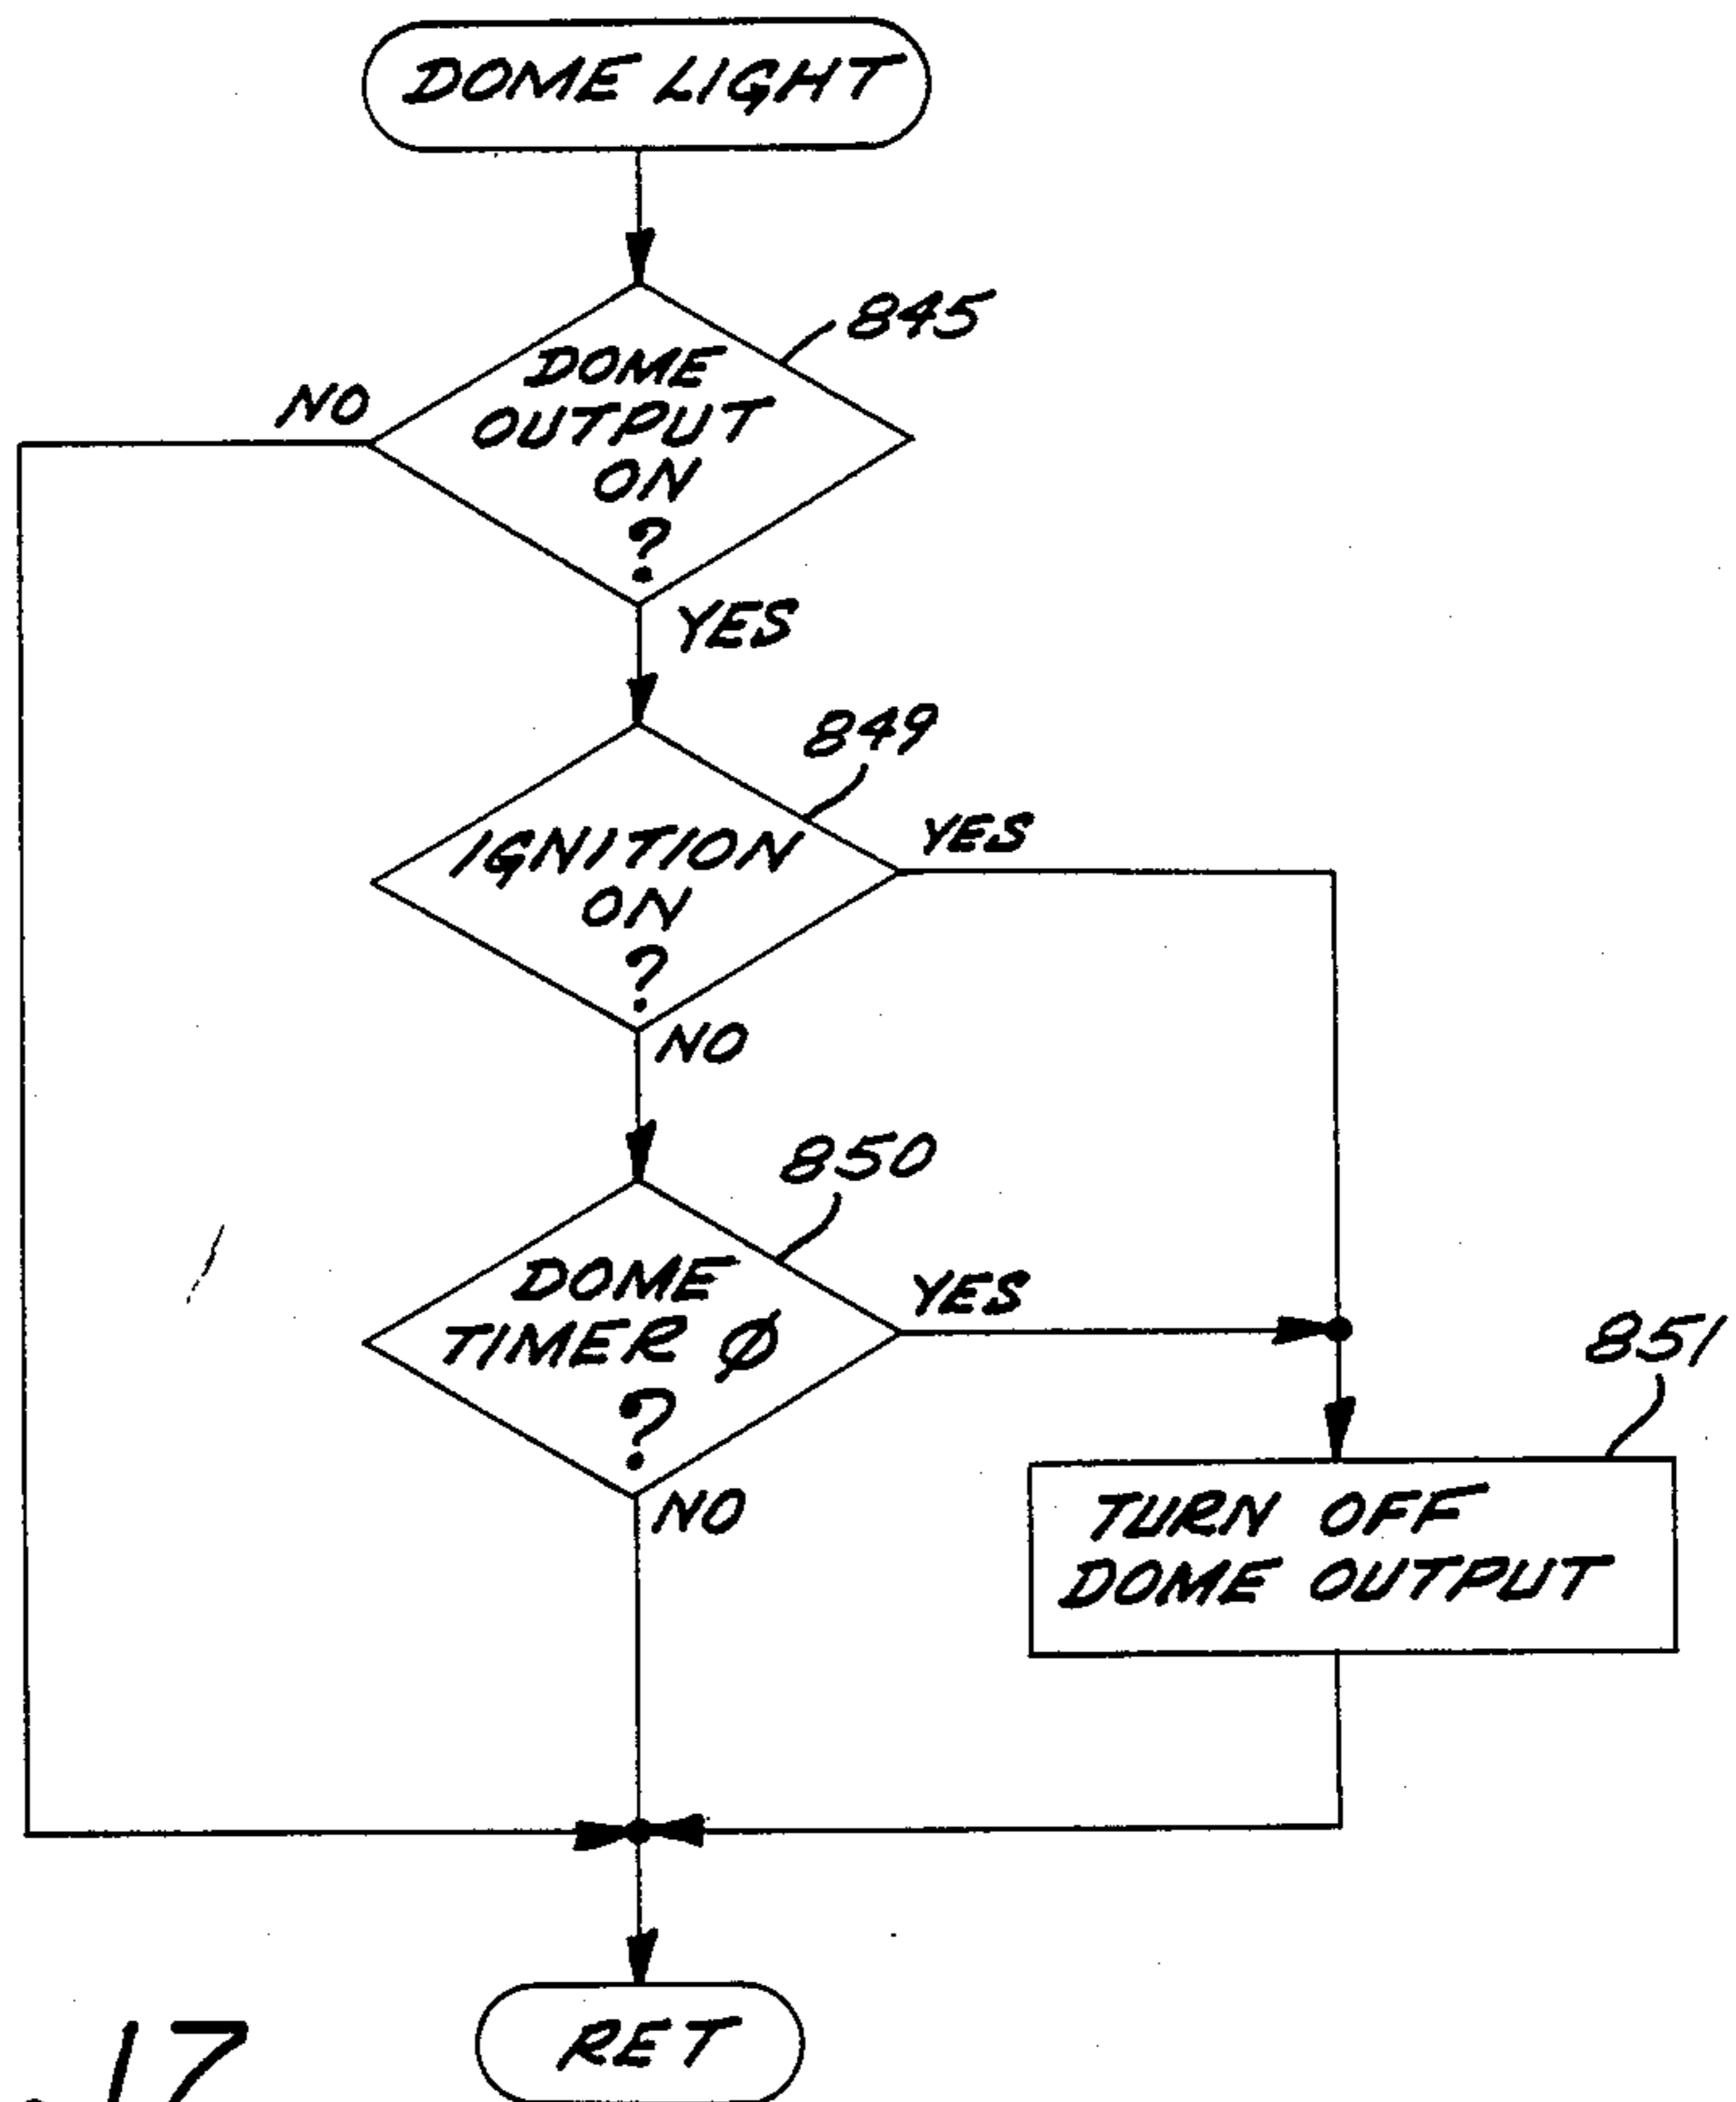 DOME LIGHT
845
DOME
OUTPUT
ON
?
NO
YES
849
IGNITION
ON
?
YES
NO
850
DOME
TIMER Ø
?
YES
NO
851
TURN OFF
DOME OUTPUT
RET
17